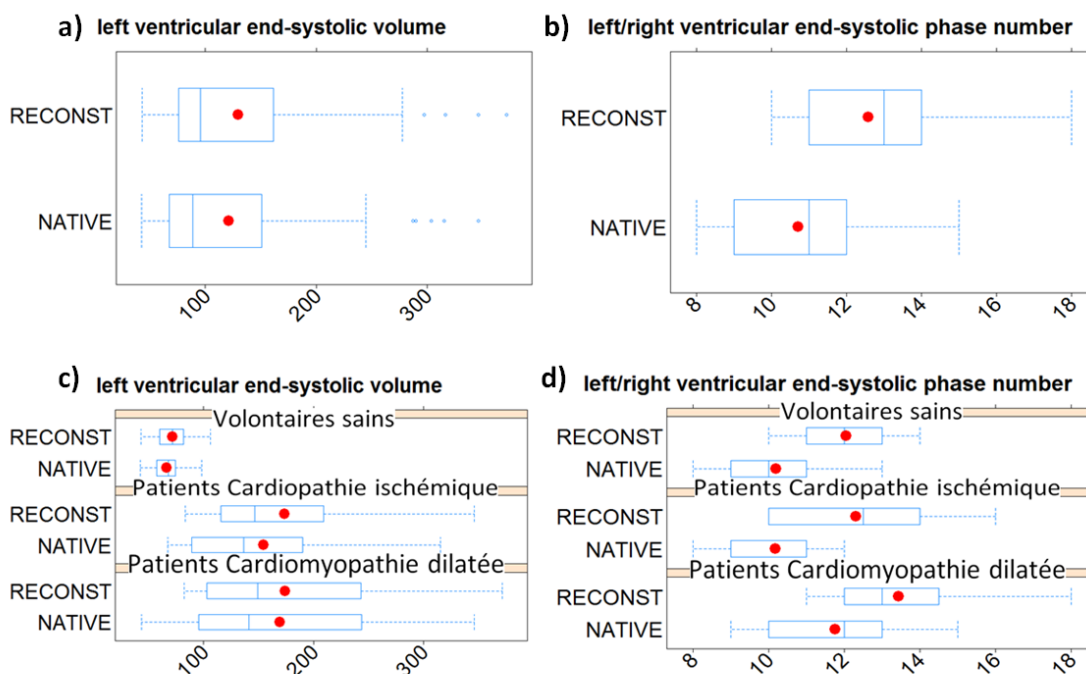 a) left ventricular end-systolic volume
RECONST
NATIVE
100 200 300
b) left/right ventricular end-systolic phase number
RECONST
NATIVE
8 10 12 14 16 18
c) left ventricular end-systolic volume
Volontaires sains
RECONST
NATIVE
Patients Cardiopathie ischémique
RECONST
NATIVE
Patients Cardiomyopathie dilatée
RECONST
NATIVE
100 200 300
d) left/right ventricular end-systolic phase number
Volontaires sains
RECONST
NATIVE
Patients Cardiopathie ischémique
RECONST
NATIVE
Patients Cardiomyopathie dilatée
RECONST
NATIVE
8 10 12 14 16 18